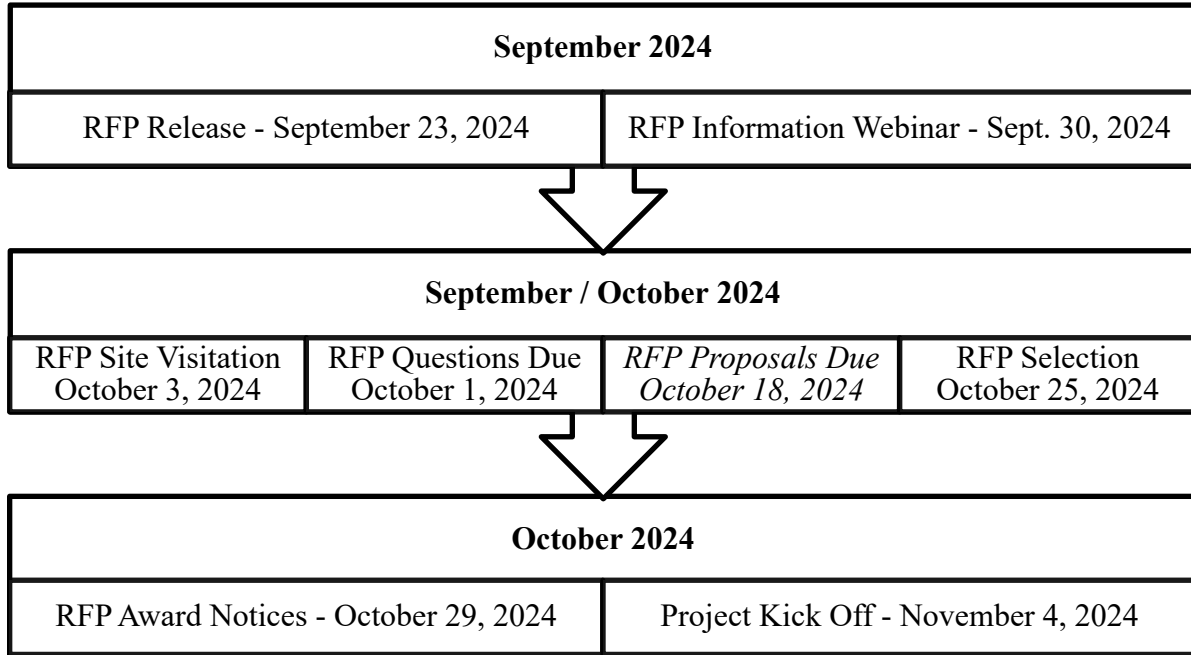 September 2024
RFP Release - September 23, 2024
RFP Information Webinar - Sept. 30, 2024
September / October 2024
RFP Site Visitation
October 3, 2024
RFP Questions Due
October 1, 2024
RFP Proposals Due
October 18, 2024
RFP Selection
October 25, 2024
October 2024
RFP Award Notices - October 29, 2024
Project Kick Off - November 4, 2024